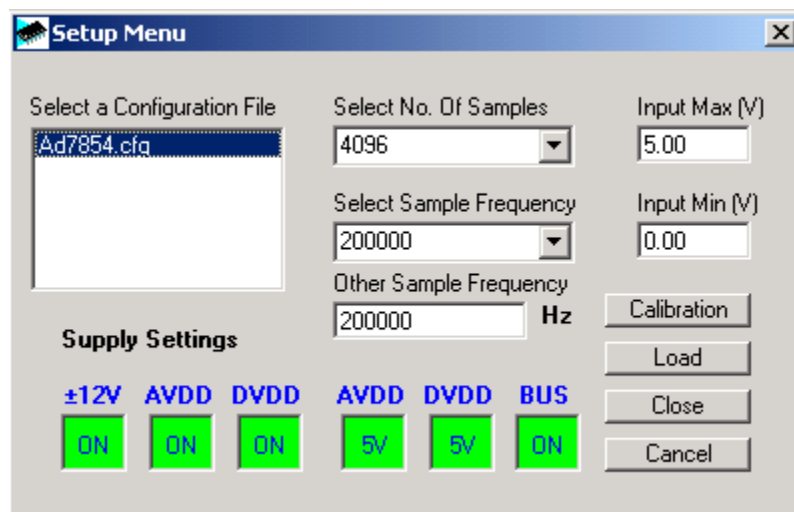 Setup Menu
Select a Configuration File
Ad7854.cfg
Select No. Of Samples
4096
Input Max (V)
5.00
Select Sample Frequency
200000
Input Min (V)
0.00
Other Sample Frequency
200000 Hz
Calibration
Load
Close
Cancel
Supply Settings
±12V AVDD DVDD AVDD DVDD BUS
ON ON ON 5V 5V ON